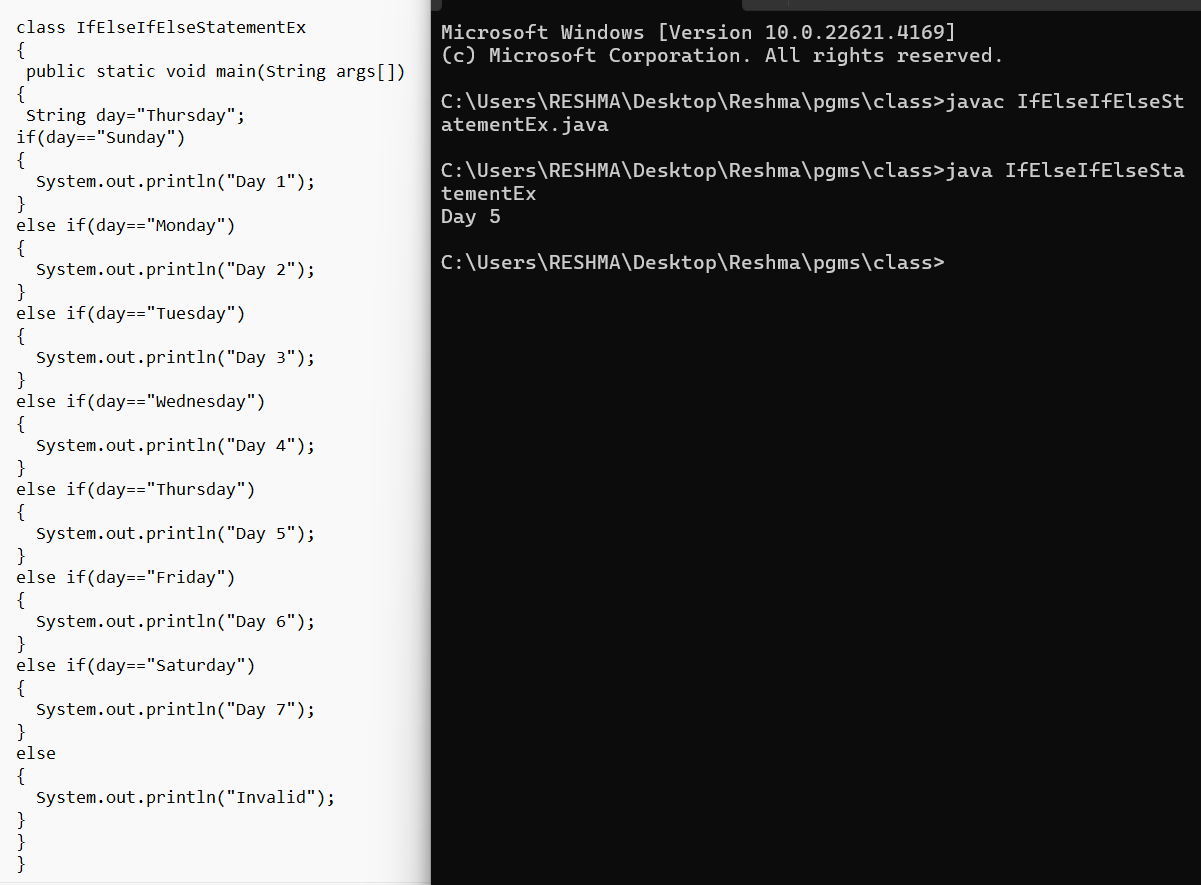 class IfElseIfElseStatementEx
{
 public static void main(String args[])
{
 String day="Thursday";
if(day=="Sunday")
{
  System.out.println("Day 1");
}
else if(day=="Monday")
{
  System.out.println("Day 2");
}
else if(day=="Tuesday")
{
  System.out.println("Day 3");
}
else if(day=="Wednesday")
{
  System.out.println("Day 4");
}
else if(day=="Thursday")
{
  System.out.println("Day 5");
}
else if(day=="Friday")
{
  System.out.println("Day 6");
}
else if(day=="Saturday")
{
  System.out.println("Day 7");
}
else
{
  System.out.println("Invalid");
}
}
}
Microsoft Windows [Version 10.0.22621.4169]
(c) Microsoft Corporation. All rights reserved.
C:\Users\RESHMA\Desktop\Reshma\pgms\class>javac IfElseIfElseSt
atementEx.java
C:\Users\RESHMA\Desktop\Reshma\pgms\class>java IfElseIfElseSta
tementEx
Day 5
C:\Users\RESHMA\Desktop\Reshma\pgms\class>